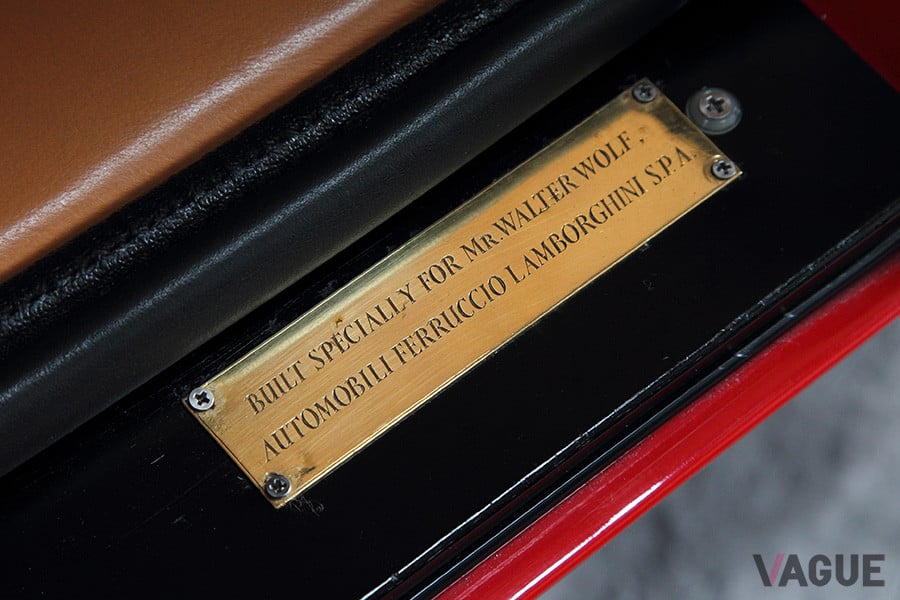 BUILT SPECIALLY FOR MR. WALTER WOLF,
AUTOMOBILI FERRUCCIO LAMBORGHINI S.P.A.
VAGUE